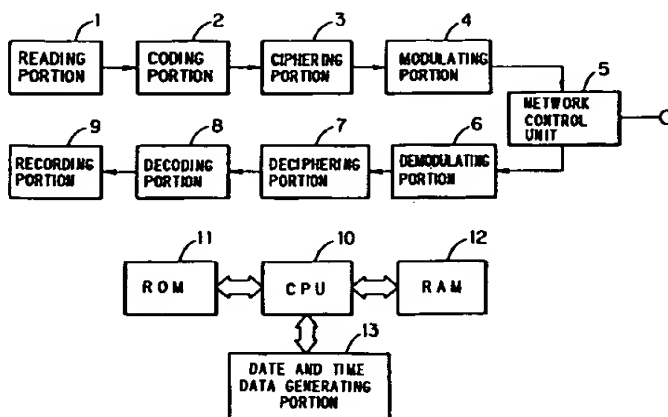 1
2
3
4
READING
PORTION
CODING
PORTION
CIPHERING
PORTION
MODULATING
PORTION
5
NETWORK
CONTROL
UNIT
9
8
7
6
RECORDING
PORTION
DECODING
PORTION
DECIPHERING
PORTION
DEMODULATING
PORTION
11
10
12
ROM
CPU
RAM
13
DATE AND TIME
DATA GENERATING
PORTION